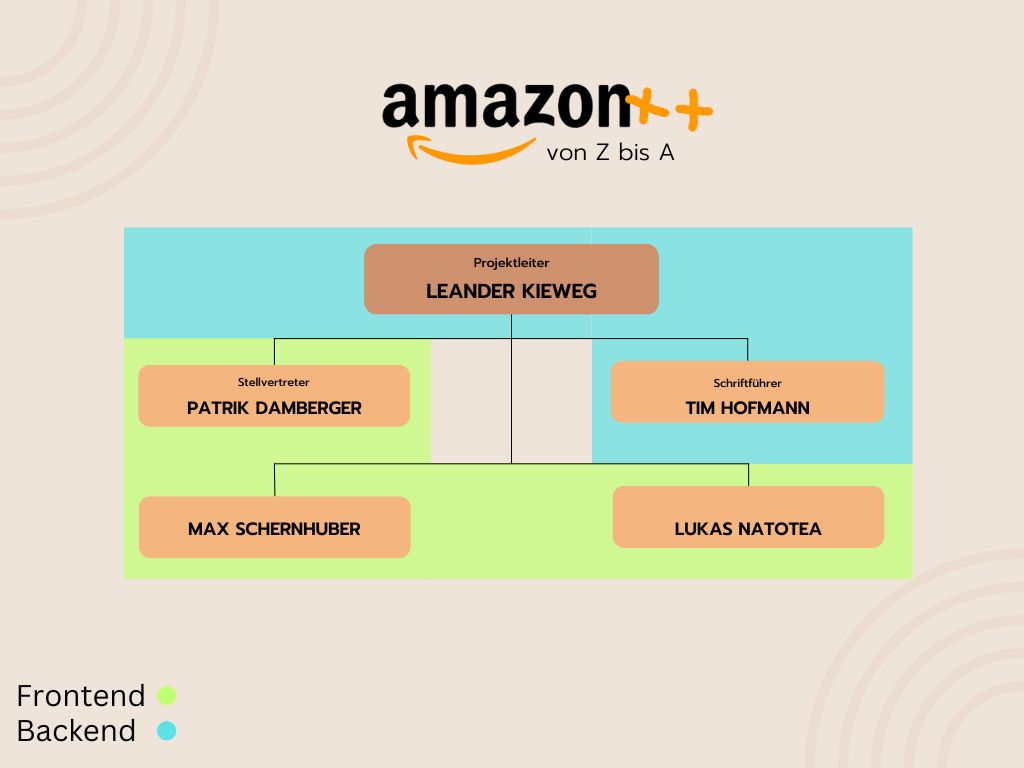 amazon++
von Z bis A
Projektleiter
LEANDER KIEWEG
Stellvertreter
PATRIK DAMBERGER
Schriftführer
TIM HOFMANN
MAX SCHERNHUBER
LUKAS NATOTEA
Frontend
Backend